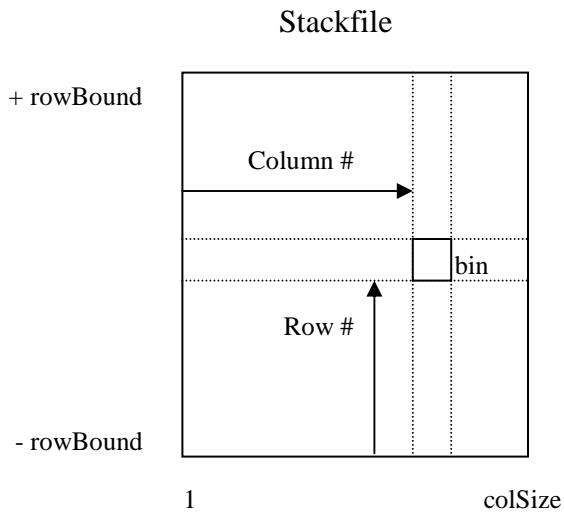 Stackfile
+ rowBound
Column #
bin
Row #
- rowBound
1 colSize